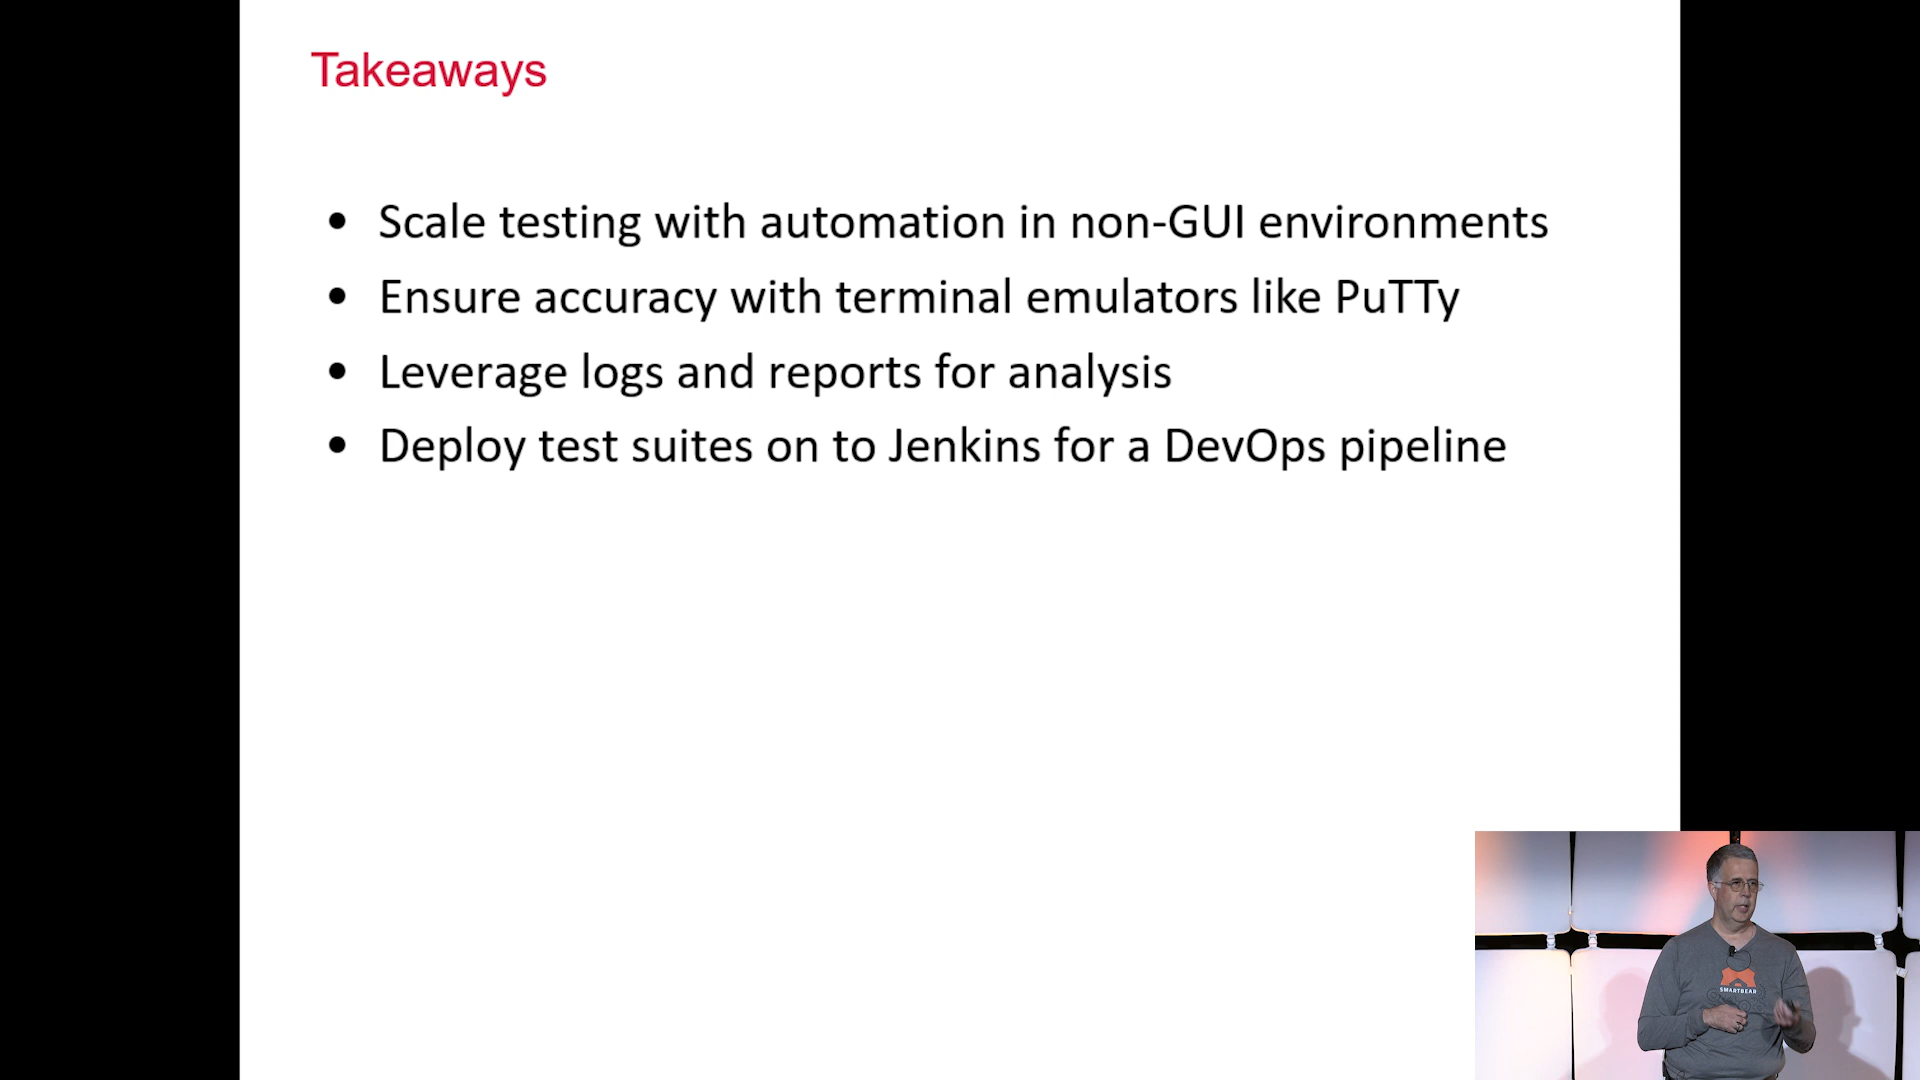 Takeaways
• Scale testing with automation in non-GUI environments
• Ensure accuracy with terminal emulators like PuTTy
• Leverage logs and reports for analysis
• Deploy test suites on to Jenkins for a DevOps pipeline
SMARTBEAR